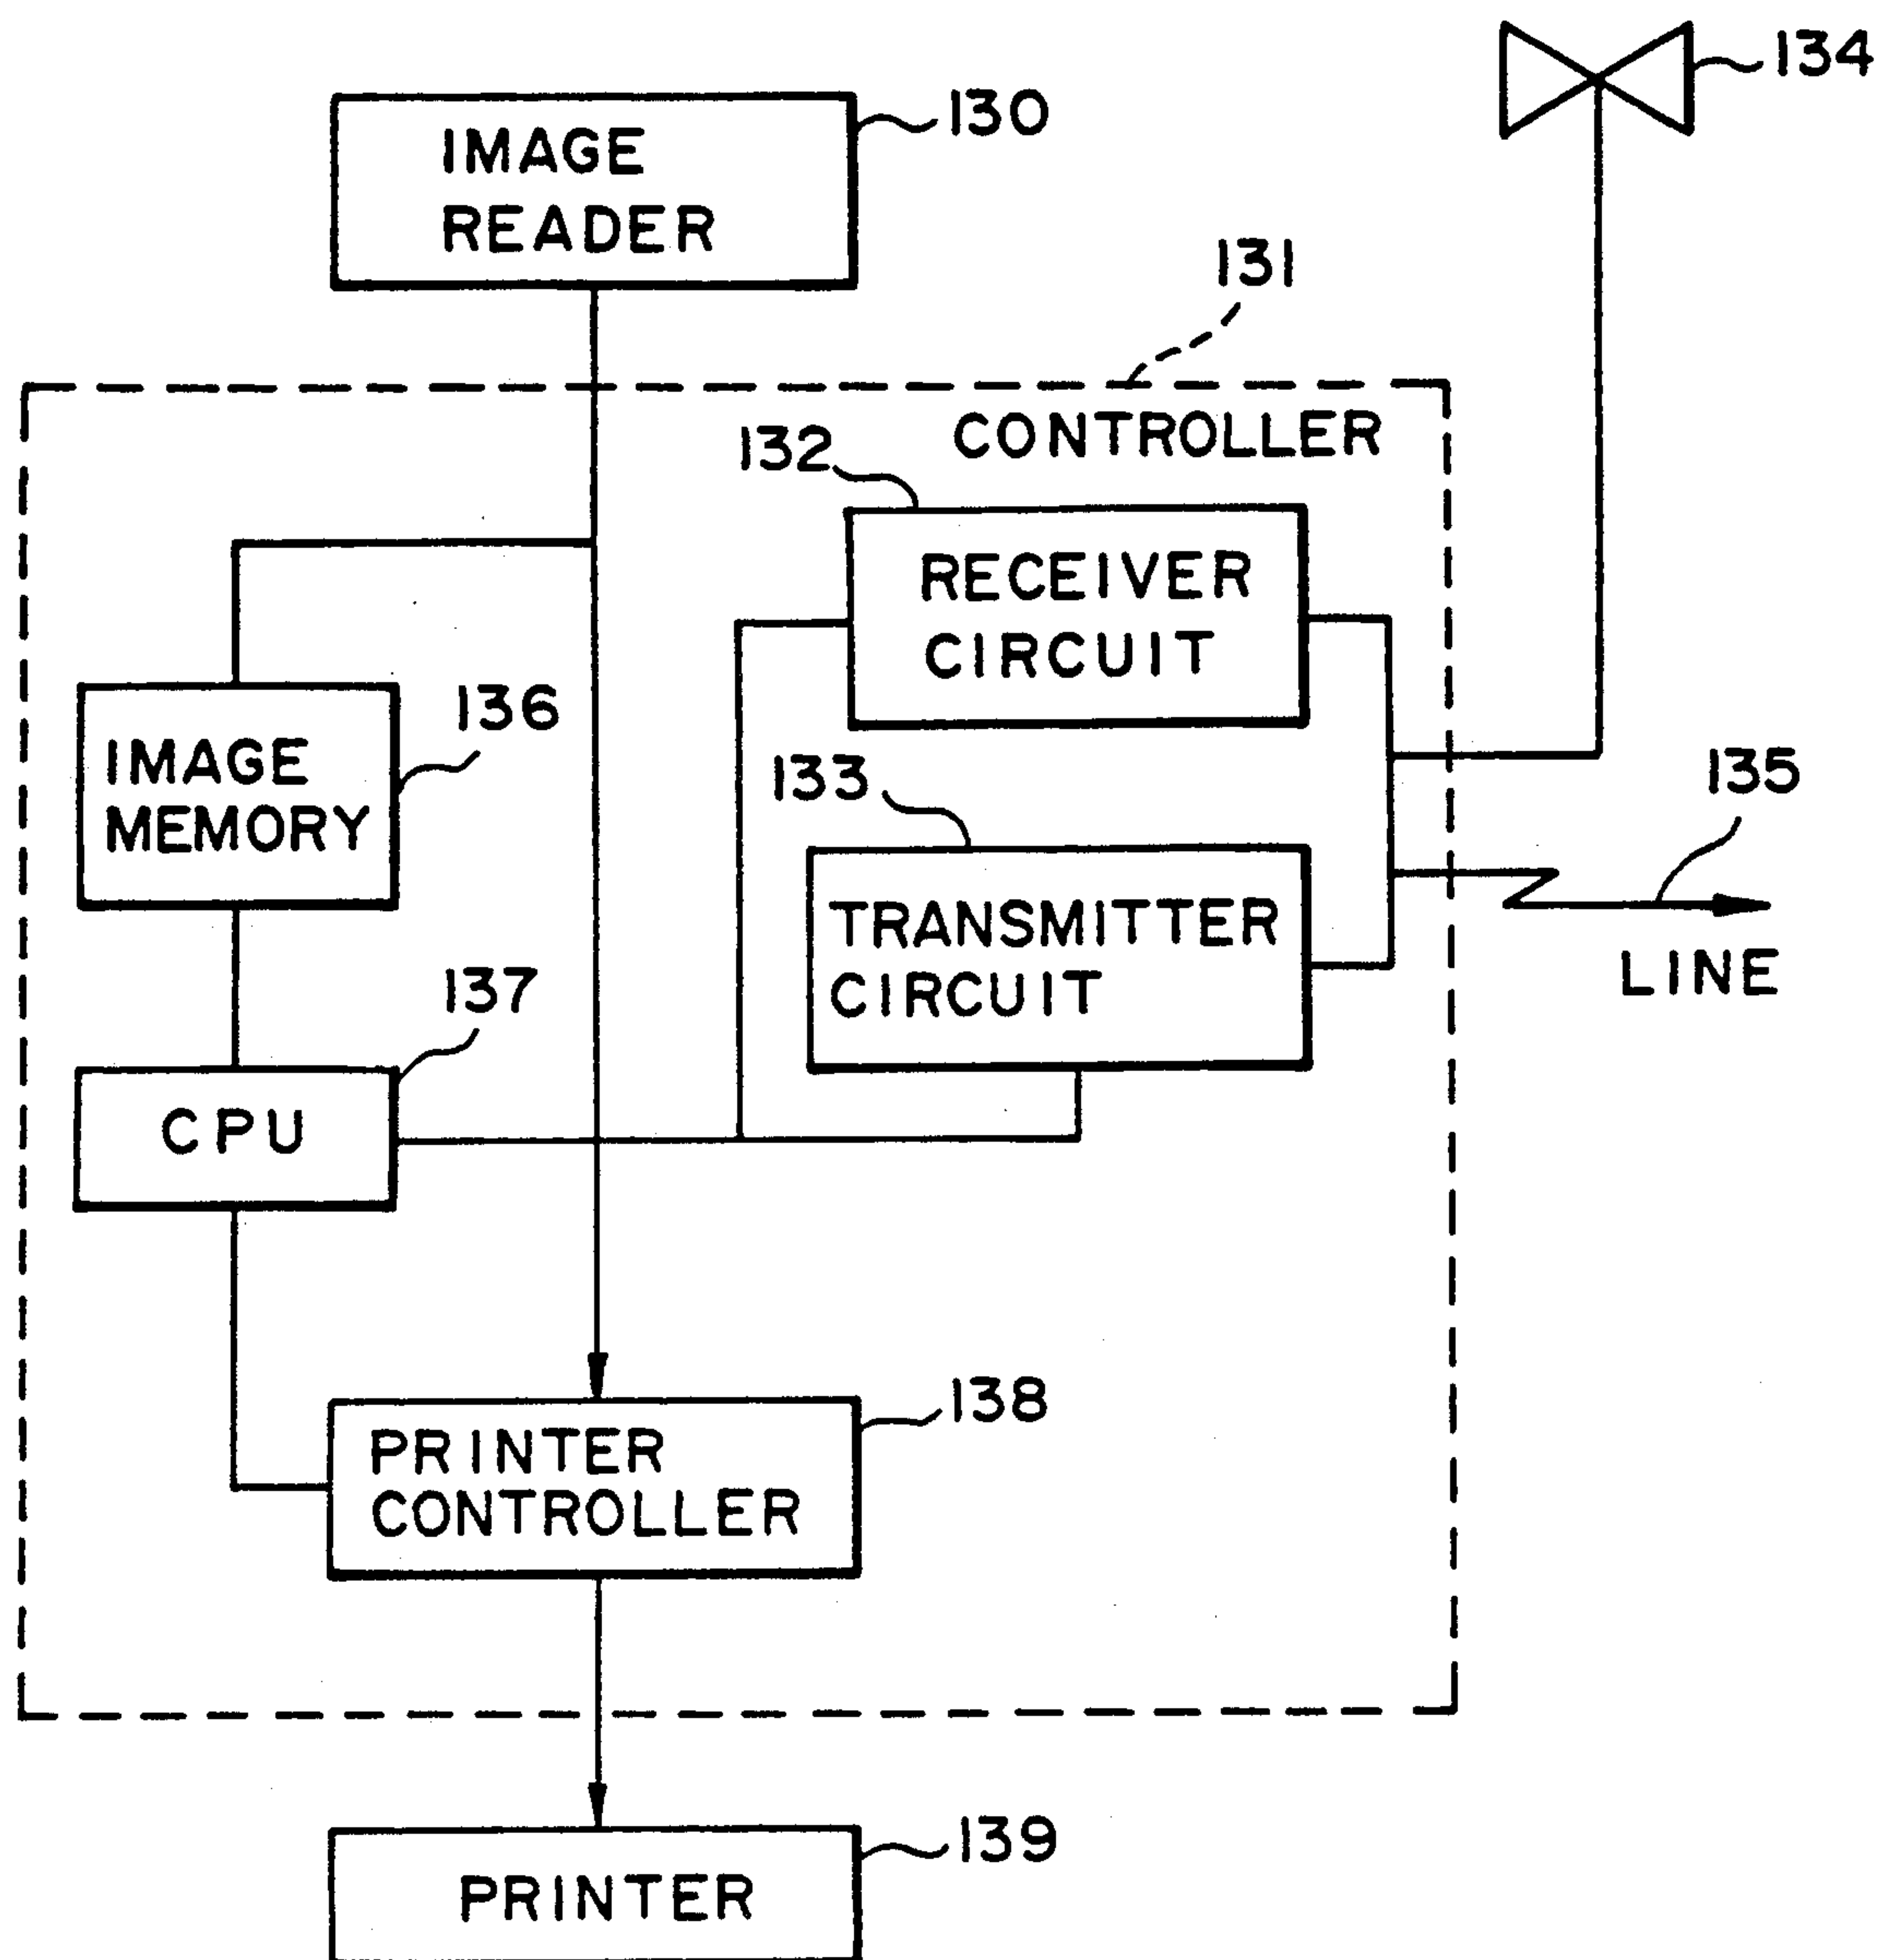 134
130
IMAGE
READER
131
CONTROLLER
132
RECEIVER
CIRCUIT
136
IMAGE
MEMORY
133
135
TRANSMITTER
CIRCUIT
LINE
137
CPU
138
PRINTER
CONTROLLER
139
PRINTER